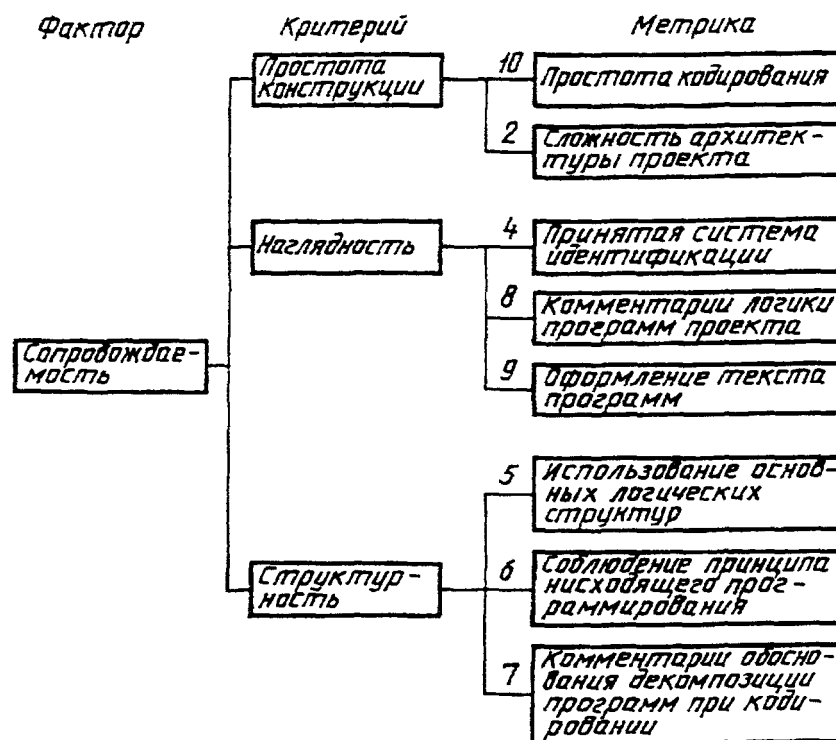 Фактор Критерий Метрика
Простота
конструкции
10
Простота кодирования
2
Сложность архитек-
туры проекта
Наглядность
4
Принятая система
идентификации
8
Комментарии логики
программ проекта
9
Оформление текста
программ
Сопровождае-
мость
5
Использование основ-
ных логических
структур
Структур-
ность
6
Соблюдение принципа
нисходящего прог-
раммирования
7
Комментарии обосно-
вания декомпозиции
программ при коди-
ровании